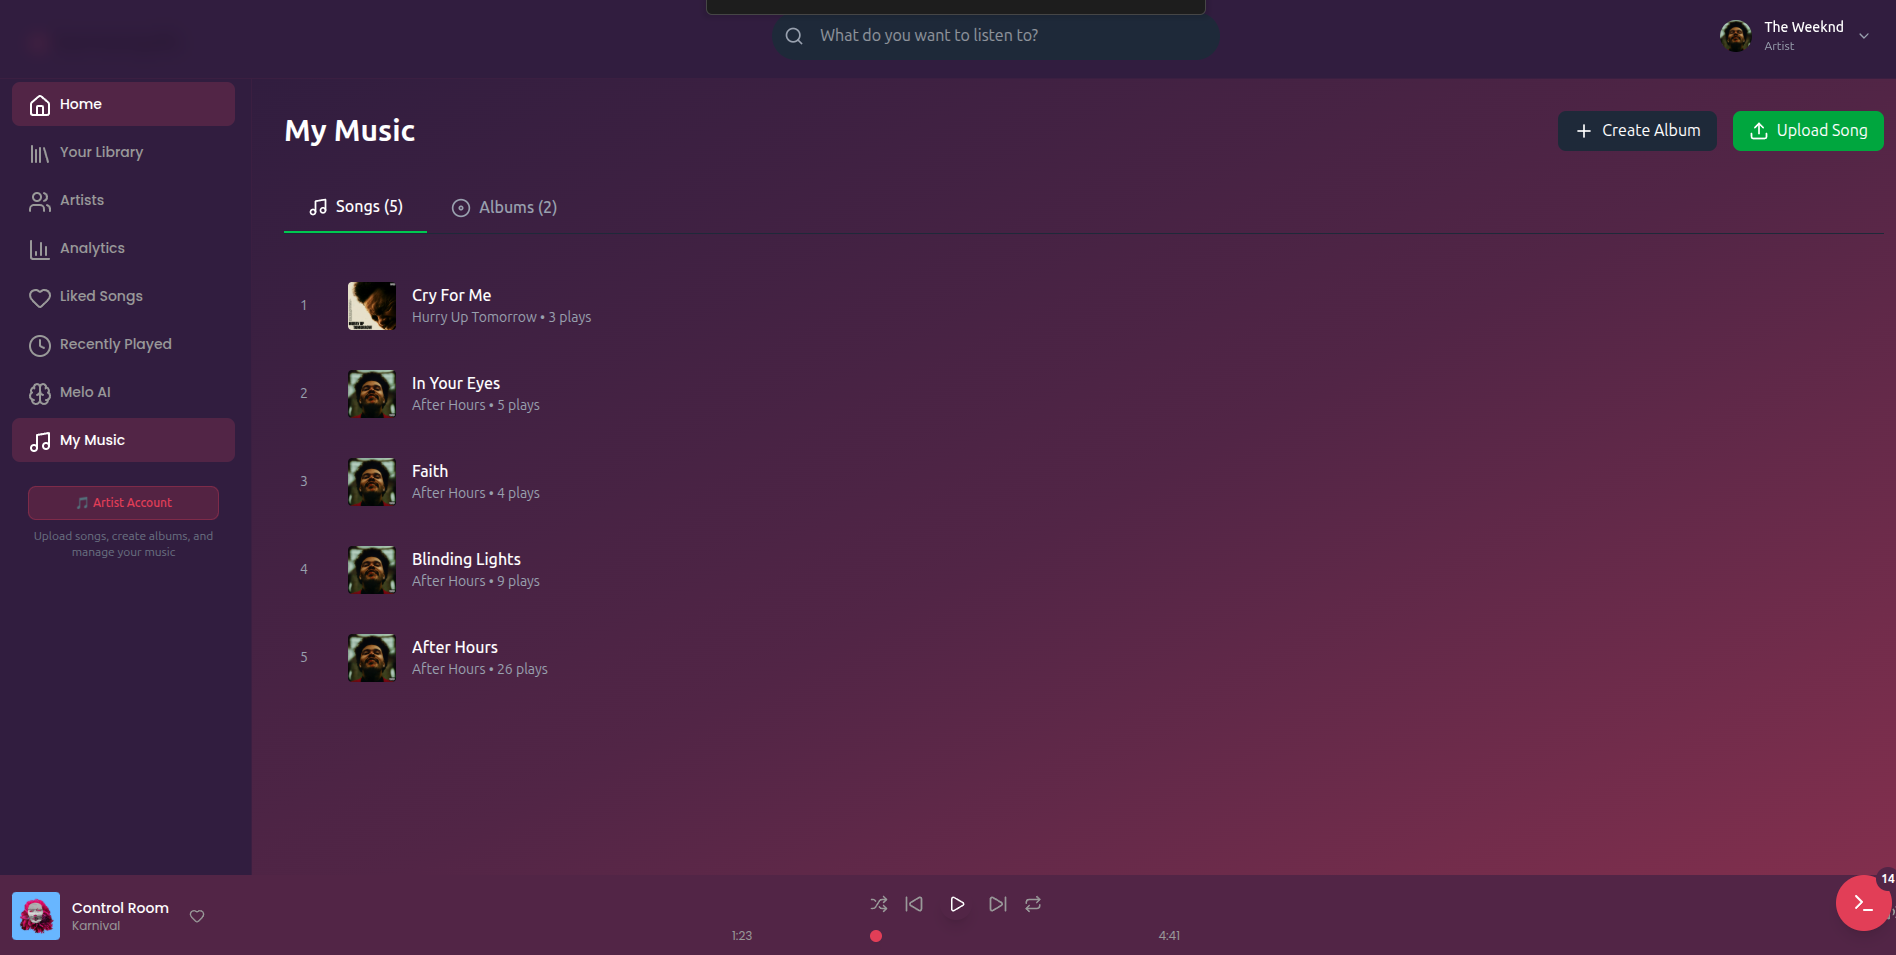 What do you want to listen to?
The Weeknd
Artist
Home
Your Library
Artists
Analytics
Liked Songs
Recently Played
Melo AI
My Music
Artist Account
Upload songs, create albums, and
manage your music
My Music
Create Album
Upload Song
Songs (5)
Albums (2)
1
Cry For Me
Hurry Up Tomorrow • 3 plays
2
In Your Eyes
After Hours • 5 plays
3
Faith
After Hours • 4 plays
4
Blinding Lights
After Hours • 9 plays
5
After Hours
After Hours • 26 plays
Control Room
Karnival
1:23
4:41
14